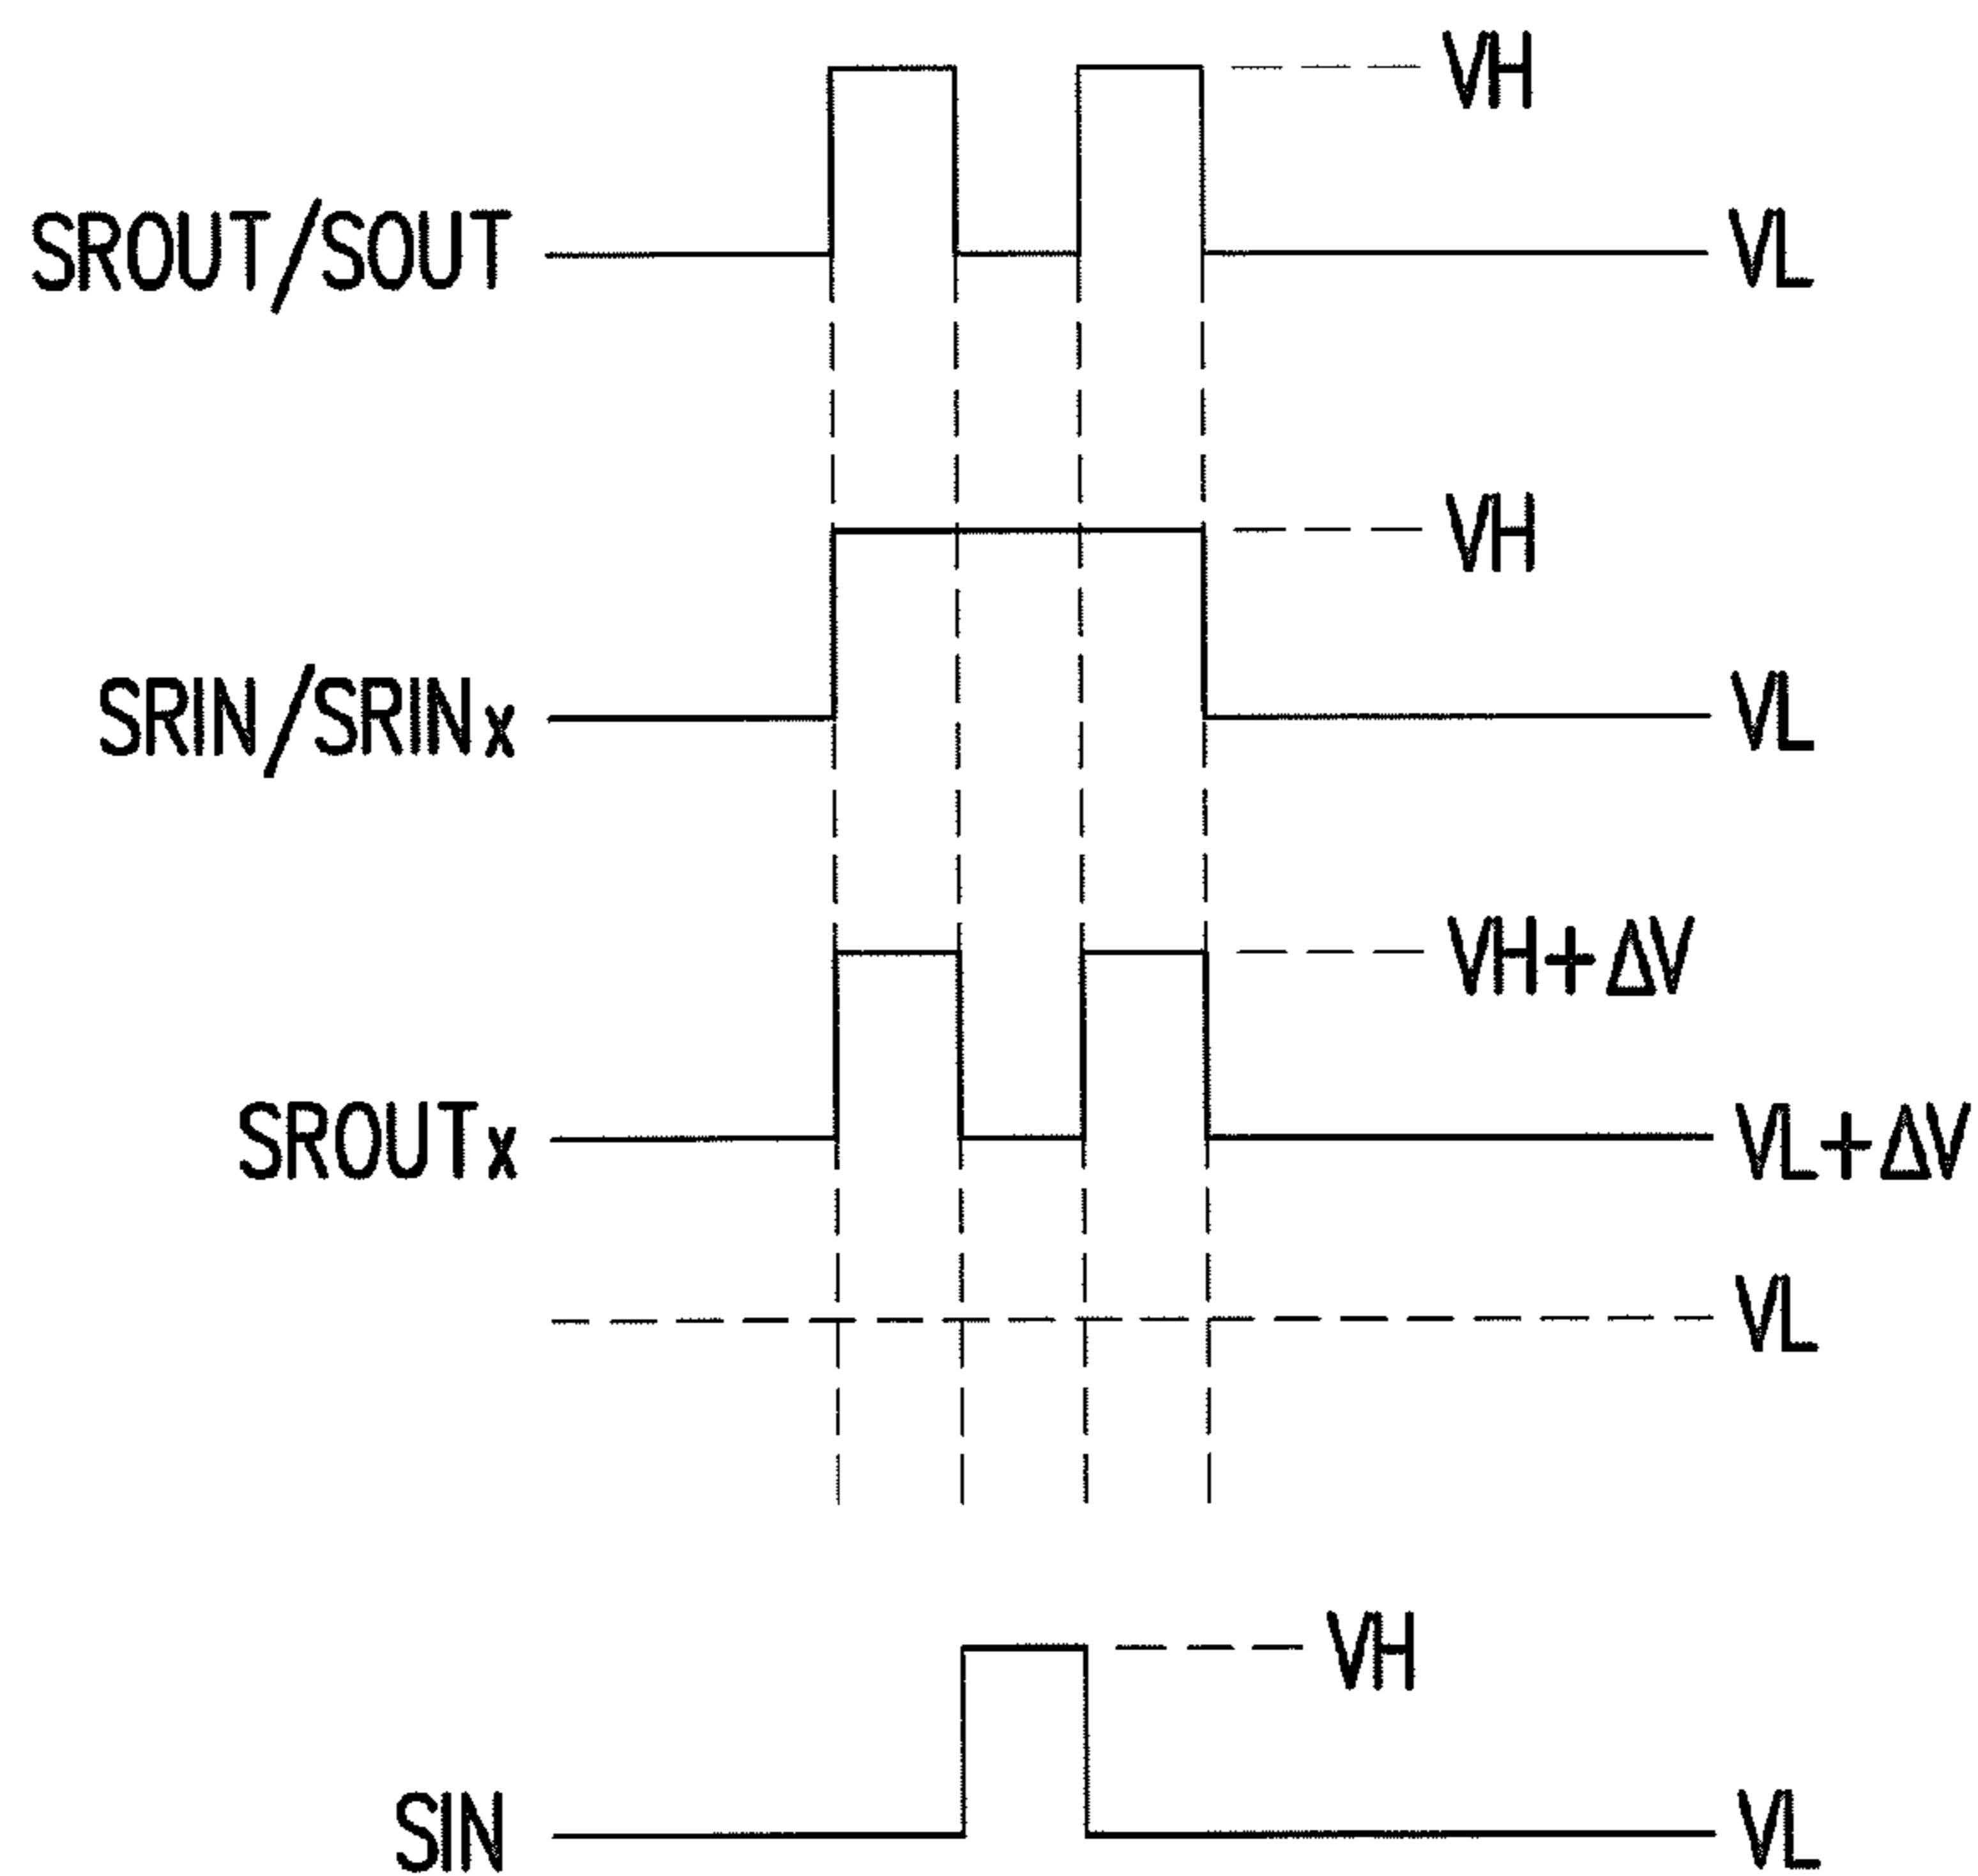 VH
SROUT/SOUT
VL
VH
SRIN/SRINx
VL
VH+ΔV
SROUTx
VL+ΔV
VL
VH
SIN
VL